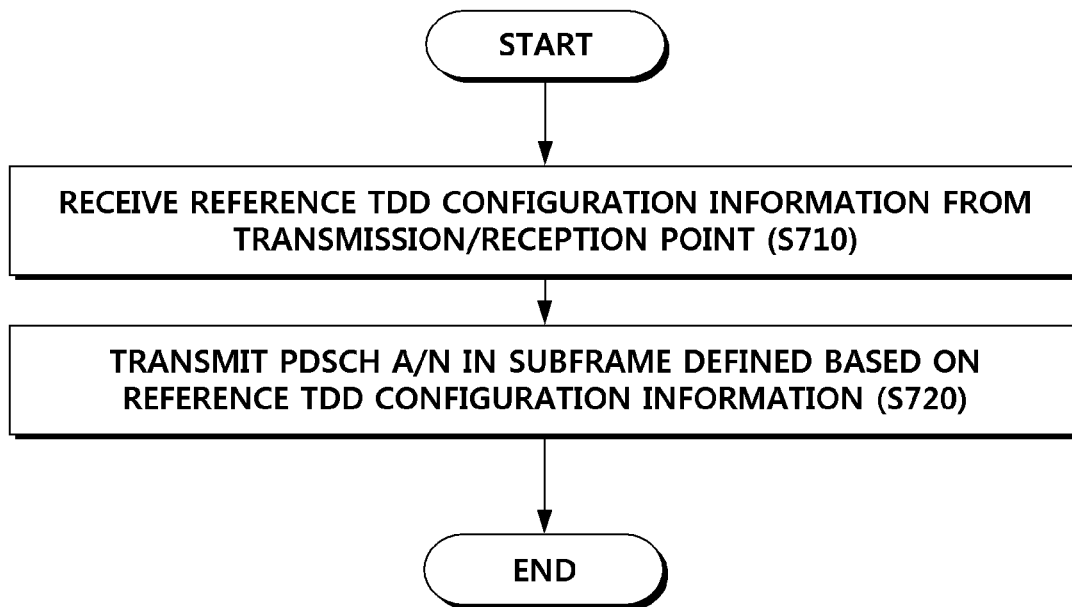 START
RECEIVE REFERENCE TDD CONFIGURATION INFORMATION FROM
TRANSMISSION/RECEPTION POINT (S710)
TRANSMIT PDSCH A/N IN SUBFRAME DEFINED BASED ON
REFERENCE TDD CONFIGURATION INFORMATION (S720)
END